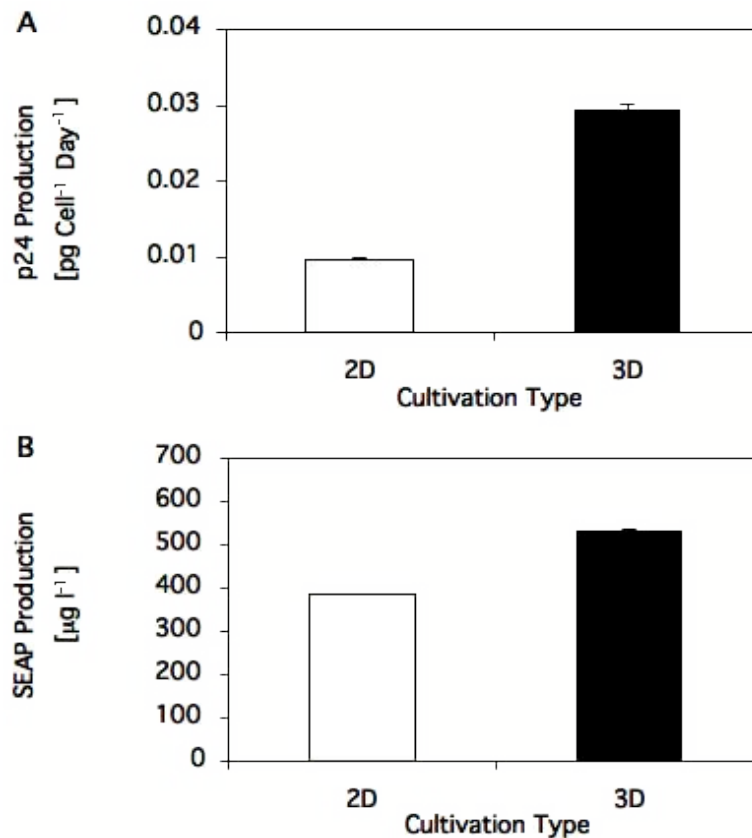 A
p24 Production
[pg Cell⁻¹ Day⁻¹]
0.04
0.03
0.02
0.01
0
2D
3D
Cultivation Type
B
SEAP Production
[µg l⁻¹]
700
600
500
400
300
200
100
0
2D
3D
Cultivation Type